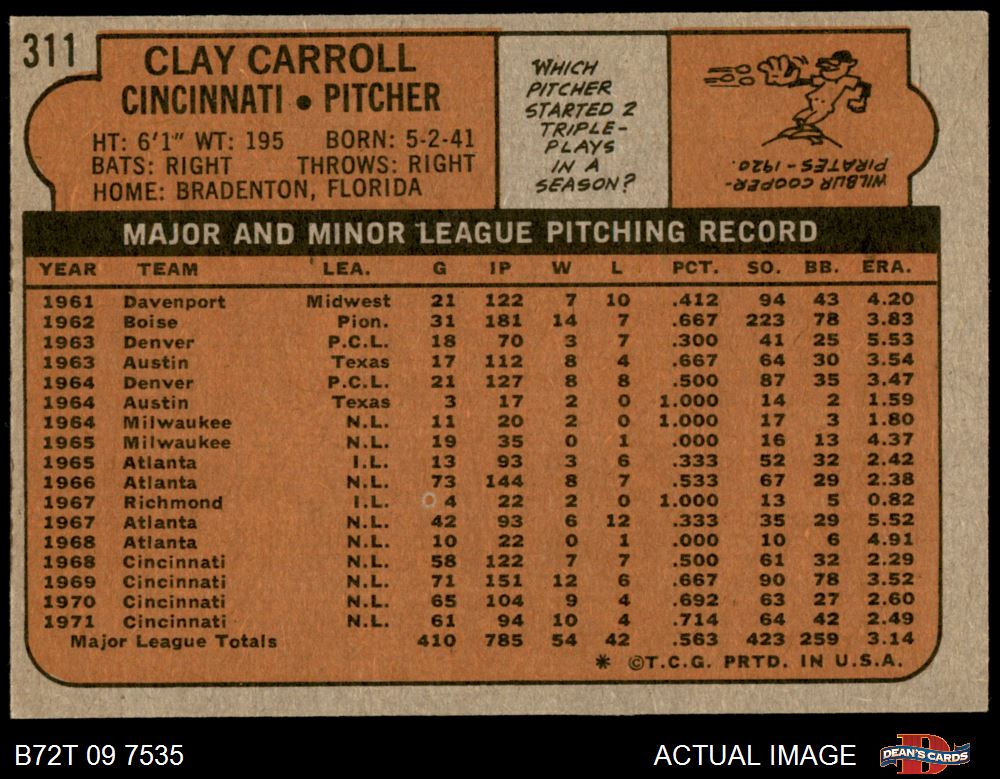 311
CLAY CARROLL
CINCINNATI • PITCHER
HT: 6'1" WT: 195 BORN: 5-2-41
BATS: RIGHT THROWS: RIGHT
HOME: BRADENTON, FLORIDA
WHICH
PITCHER
STARTED 2
TRIPLE-
PLAYS
IN A
SEASON?
WILBUR COOPER-
PIRATES-1920.
MAJOR AND MINOR LEAGUE PITCHING RECORD
YEAR TEAM LEA. G IP W L PCT. SO. BB. ERA.
1961 Davenport Midwest 21 122 7 10 .412 94 43 4.20
1962 Boise Pion. 31 181 14 7 .667 223 78 3.83
1963 Denver P.C.L. 18 70 3 7 .300 41 25 5.53
1963 Austin Texas 17 112 8 4 .667 64 30 3.54
1964 Denver P.C.L. 21 127 8 8 .500 87 35 3.47
1964 Austin Texas 3 17 2 0 1.000 14 2 1.59
1964 Milwaukee N.L. 11 20 2 0 1.000 17 3 1.80
1965 Milwaukee N.L. 19 35 0 1 .000 16 13 4.37
1965 Atlanta I.L. 13 93 3 6 .333 52 32 2.42
1966 Atlanta N.L. 73 144 8 7 .533 67 29 2.38
1967 Richmond I.L. 4 22 2 0 1.000 13 5 0.82
1967 Atlanta N.L. 42 93 6 12 .333 35 29 5.52
1968 Atlanta N.L. 10 22 0 1 .000 10 6 4.91
1968 Cincinnati N.L. 58 122 7 7 .500 61 32 2.29
1969 Cincinnati N.L. 71 151 12 6 .667 90 78 3.52
1970 Cincinnati N.L. 65 104 9 4 .692 63 27 2.60
1971 Cincinnati N.L. 61 94 10 4 .714 64 42 2.49
Major League Totals 410 785 54 42 .563 423 259 3.14
* ©T.C.G. PRTD. IN U.S.A.
B72T 09 7535
ACTUAL IMAGE
DEAN'S CARDS